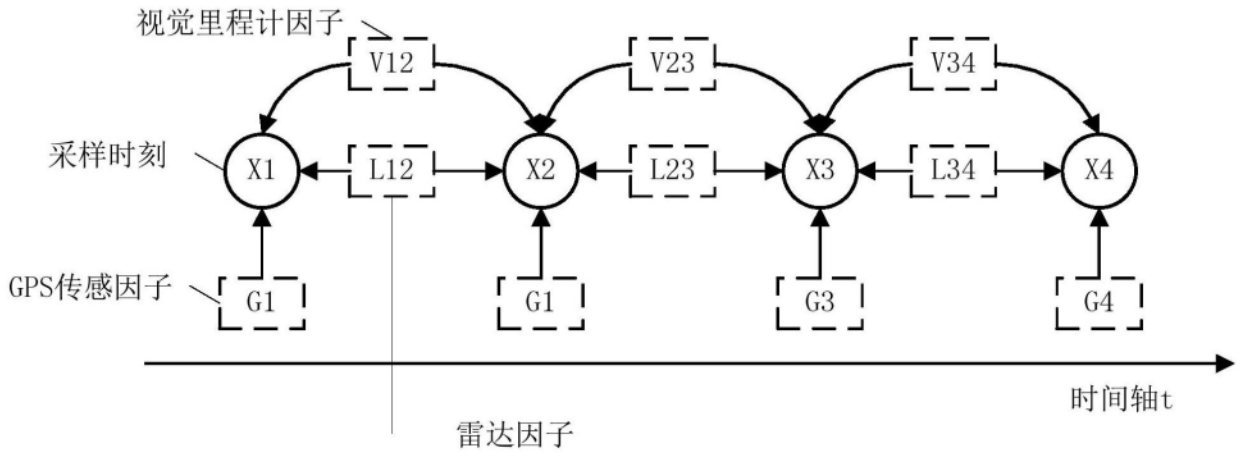 视觉里程计因子
V12
V23
V34
采样时刻
X1
L12
X2
L23
X3
L34
X4
GPS传感因子
G1
G1
G3
G4
时间轴t
雷达因子